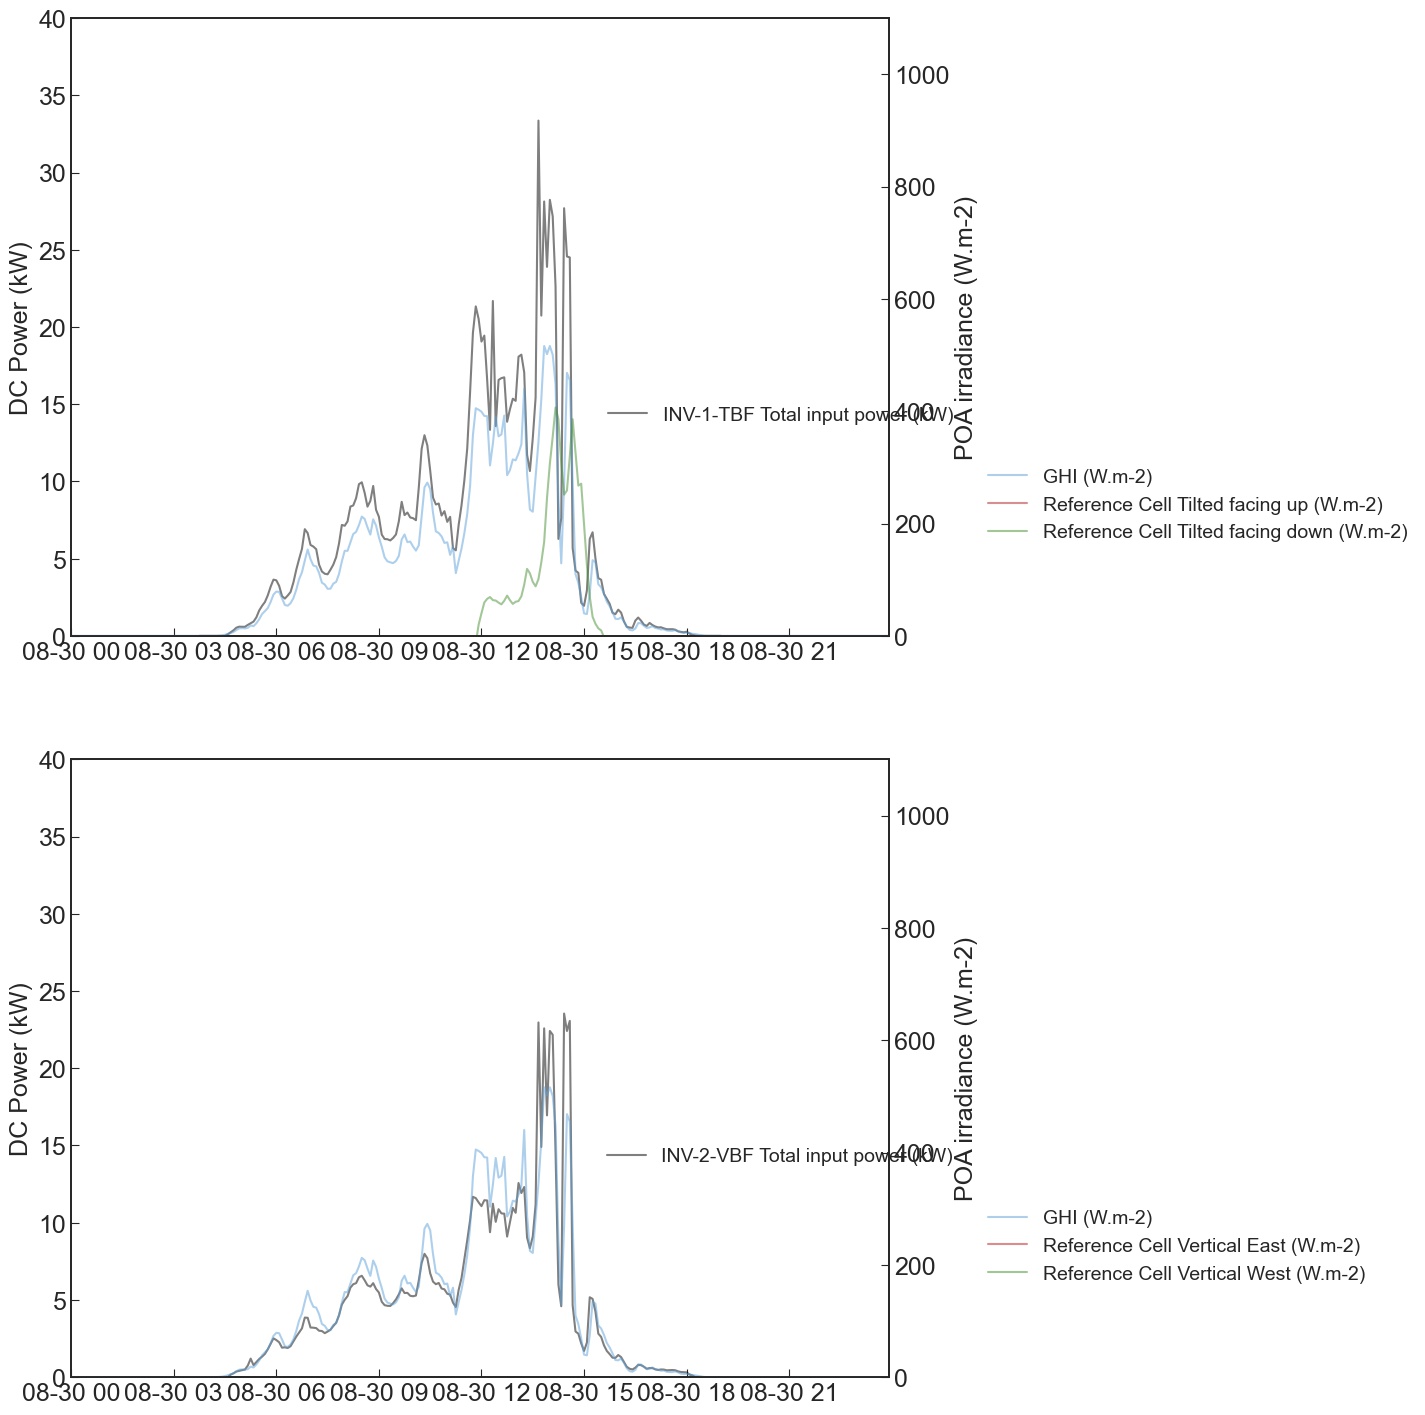 40
35
30
25
20
15
10
5
0
DC Power (kW)
1000
800
600
400
200
0
POA irradiance (W.m-2)
INV-1-TBF Total input power (kW)
GHI (W.m-2)
Reference Cell Tilted facing up (W.m-2)
Reference Cell Tilted facing down (W.m-2)
08-30 00 08-30 03 08-30 06 08-30 09 08-30 12 08-30 15 08-30 18 08-30 21
40
35
30
25
20
15
10
5
0
DC Power (kW)
1000
800
600
400
200
0
POA irradiance (W.m-2)
INV-2-VBF Total input power (kW)
GHI (W.m-2)
Reference Cell Vertical East (W.m-2)
Reference Cell Vertical West (W.m-2)
08-30 00 08-30 03 08-30 06 08-30 09 08-30 12 08-30 15 08-30 18 08-30 21